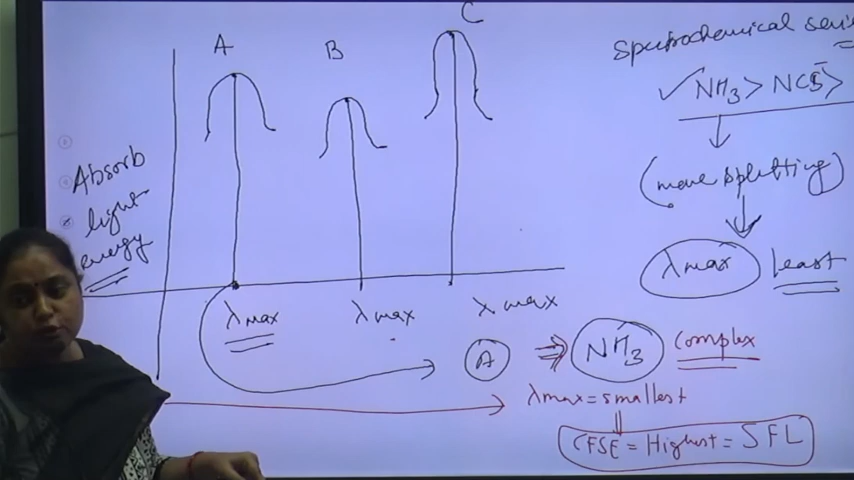 A
B
C
Spectrochemical
NH3 > NCS- >
(more splitting)
λmax least
Absorb
light
energy
λmax
λmax
λmax
A ⇒ NH3 complex
λmax = smallest
CFSE = Highest = SFL